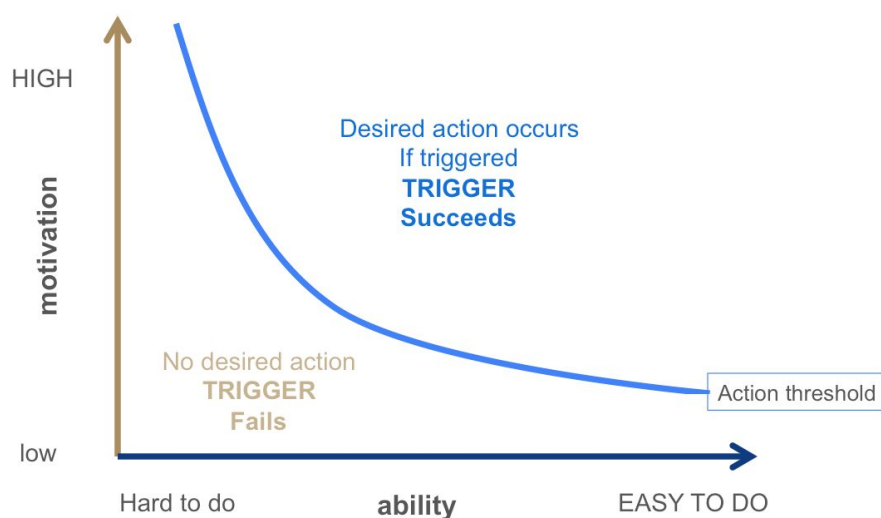 HIGH
Desired action occurs
If triggered
TRIGGER
Succeeds
motivation
No desired action
TRIGGER
Fails
Action threshold
low
Hard to do
ability
EASY TO DO